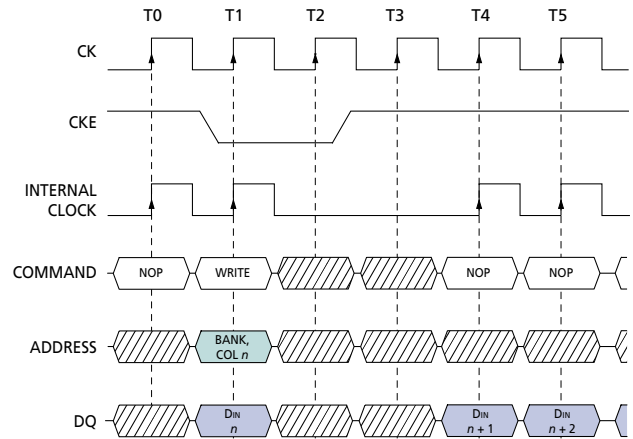 T0 T1 T2 T3 T4 T5
CK
CKE
INTERNAL
CLOCK
COMMAND NOP WRITE NOP NOP
ADDRESS BANK,
COL n
DQ DIN
n DIN
n + 1 DIN
n + 2